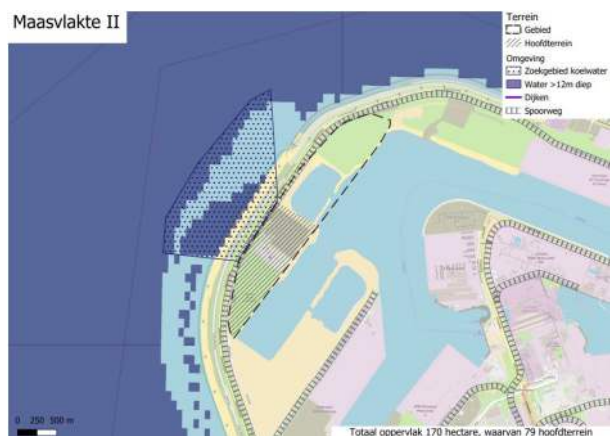 Maasvlakte II
Terrein
Gebied
Hoofdterrein
Omgeving
Zoekgebied koelwater
Water >12m diep
Dijken
Spoorweg
0 250 500 m
Totaal oppervlak 170 hectare, waarvan 79 hoofdterrein